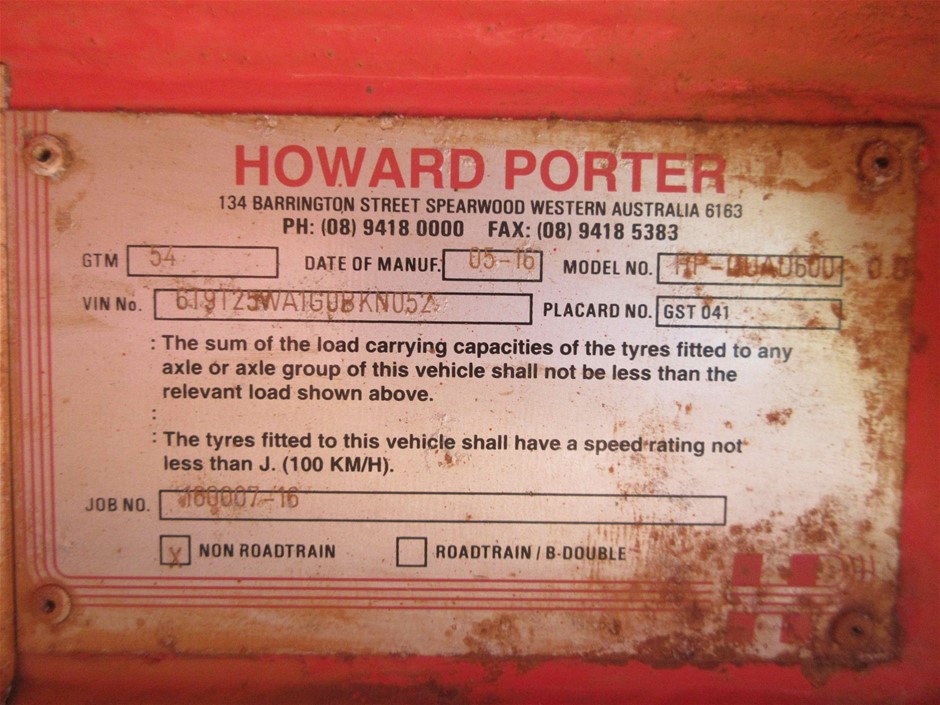 HOWARD PORTER
134 BARRINGTON STREET SPEARWOOD WESTERN AUSTRALIA 6163
PH: (08) 9418 0000 FAX: (08) 9418 5383
GTM 54 DATE OF MANUF: 05-16 MODEL NO. HP-QUAD600
VIN No. PLACARD NO. GST 041
: The sum of the load carrying capacities of the tyres fitted to any
axle or axle group of this vehicle shall not be less than the
relevant load shown above.
:
: The tyres fitted to this vehicle shall have a speed rating not
less than J. (100 KM/H).
JOB NO. 160007-16
X NON ROADTRAIN ROADTRAIN / B-DOUBLE